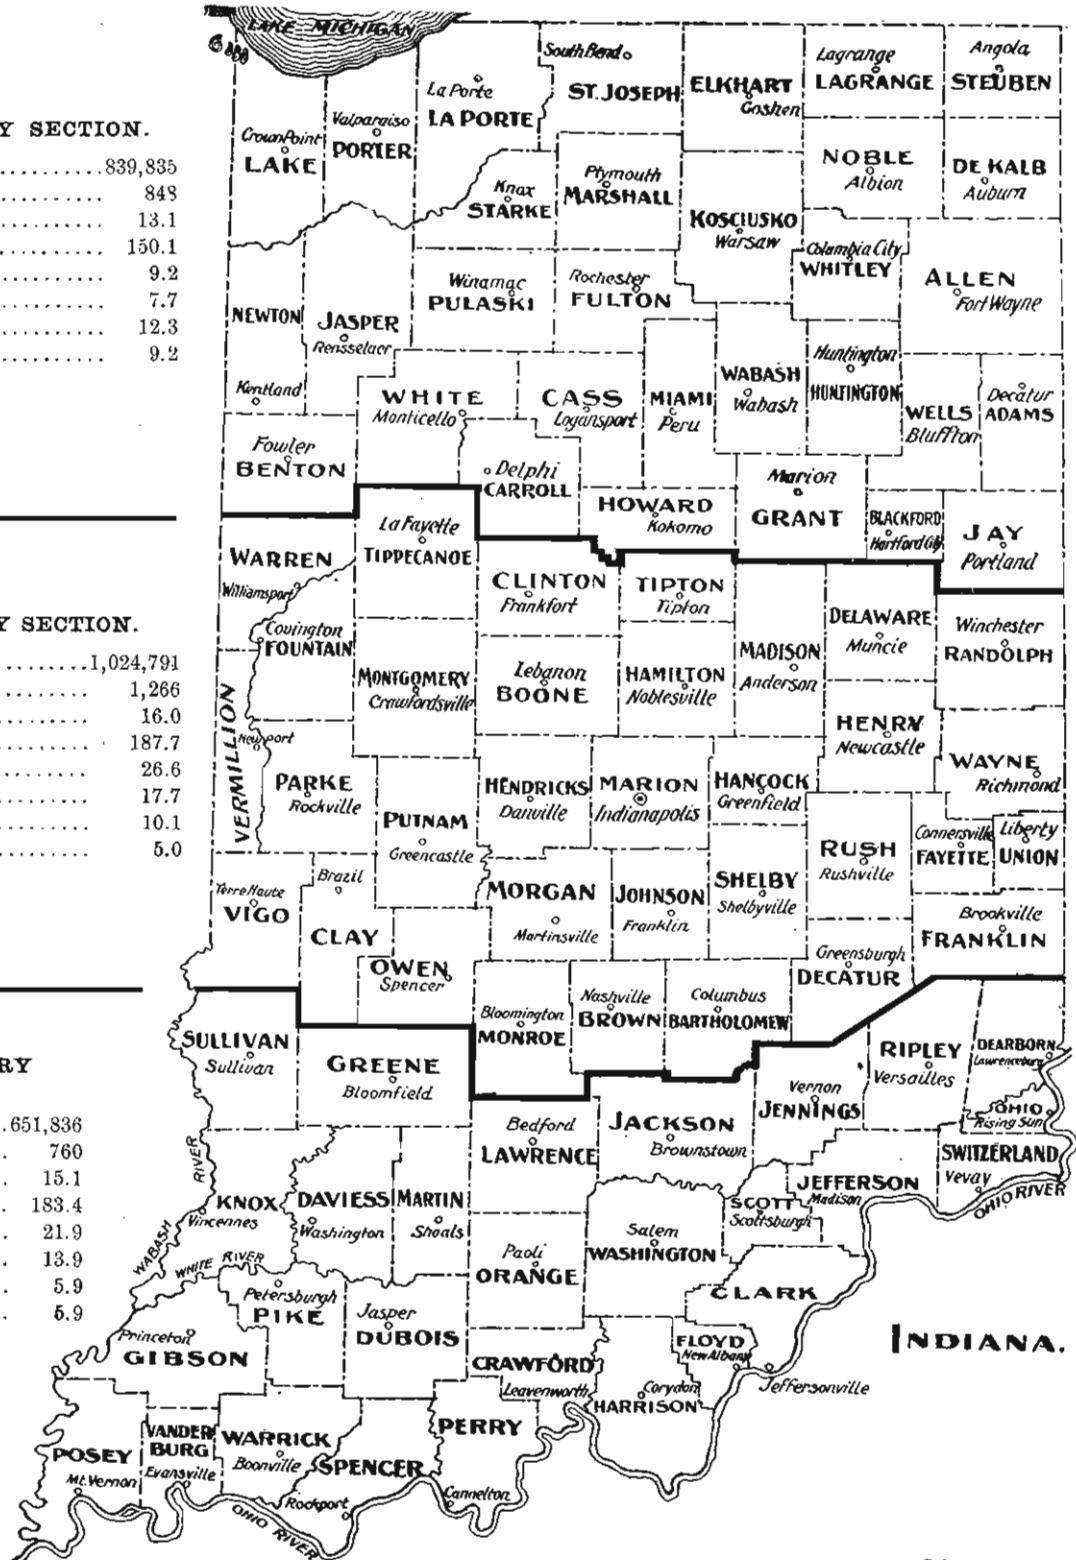 LAKE MICHIGAN
South Bend
Angola
Lagrange
STEUBEN
LAGRANGE
ELKHART
Goshen
ST. JOSEPH
La Porte
LA PORTE
Valparaiso
PORTER
Crown Point
LAKE
Y SECTION.
..........839,835
.......... 848
.......... 13.1
.......... 150.1
.......... 9.2
.......... 7.7
.......... 12.3
.......... 9.2
NOBLE
Albion
DE KALB
Auburn
Plymouth
MARSHALL
Knox
STARKE
KOSCIUSKO
Warsaw
Columbia City
WHITLEY
ALLEN
Fort Wayne
Winamac
PULASKI
Rochester
FULTON
NEWTON
JASPER
Rensselaer
Kentland
WHITE
Monticello
CASS
Logansport
MIAMI
Peru
WABASH
Wabash
Huntington
HUNTINGTON
WELLS
Bluffton
Decatur
ADAMS
Fowler
BENTON
Delphi
CARROLL
HOWARD
Kokomo
Marion
GRANT
BLACKFORD
Hartford City
JAY
Portland
WARREN
Williamsport
La Fayette
TIPPECANOE
CLINTON
Frankfort
TIPTON
Tipton
DELAWARE
Muncie
Winchester
RANDOLPH
Y SECTION.
..........1,024,791
.......... 1,266
.......... 16.0
.......... 187.7
.......... 26.6
.......... 17.7
.......... 10.1
.......... 5.0
Covington
FOUNTAIN
MONTGOMERY
Crawfordsville
Lebanon
BOONE
HAMILTON
Noblesville
MADISON
Anderson
HENRY
Newcastle
WAYNE
Richmond
VERMILLION
Newport
PARKE
Rockville
PUTNAM
Greencastle
HENDRICKS
Danville
MARION
Indianapolis
HANCOCK
Greenfield
RUSH
Rushville
Connersville
FAYETTE
Liberty
UNION
Terre Haute
VIGO
Brazil
CLAY
OWEN
Spencer
MORGAN
Martinsville
JOHNSON
Franklin
SHELBY
Shelbyville
Greensburg
DECATUR
Brookville
FRANKLIN
Bloomington
MONROE
Nashville
BROWN
Columbus
BARTHOLOMEW
SULLIVAN
Sullivan
GREENE
Bloomfield
Vernon
JENNINGS
RIPLEY
Versailles
DEARBORN
Lawrenceburg
OHIO
Rising Sun
RY
.651,836
. 760
. 15.1
. 183.4
. 21.9
. 13.9
. 5.9
. 5.9
Bedford
LAWRENCE
JACKSON
Brownstown
SWITZERLAND
Vevay
OHIO RIVER
JEFFERSON
Madison
SCOTT
Scottsburgh
RIVER
WABASH
KNOX
Vincennes
DAVIESS
Washington
MARTIN
Shoals
Paoli
ORANGE
Salem
WASHINGTON
CLARK
WHITE RIVER
Petersburgh
PIKE
Jasper
DUBOIS
Princeton
GIBSON
CRAWFORD
Leavenworth
FLOYD
New Albany
Jeffersonville
Corydon
HARRISON
INDIANA.
POSEY
Mt. Vernon
VANDER
BURG
Evansville
WARRICK
Boonville
SPENCER
Rockport
PERRY
Cannelton
OHIO RIVER